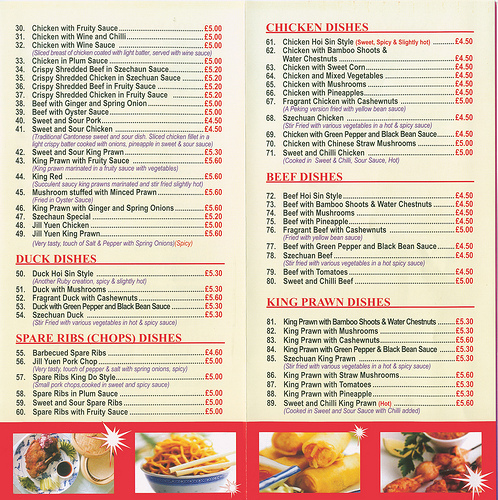 30. Chicken with Fruity Sauce £5.00
31. Chicken with Wine and Chilli £5.00
32. Chicken with Wine Sauce £5.00
(Sliced breast of chicken coated with light batter, served with wine sauce)
33. Chicken in Plum Sauce £5.00
34. Crispy Shredded Beef in Szechaun Sauce £5.20
35. Crispy Shredded Chicken in Szechuan Sauce £5.20
36. Crispy Shredded Beef in Fruity Sauce £5.20
37. Crispy Shredded Chicken in Fruity Sauce £5.20
38. Beef with Ginger and Spring Onion £5.00
39. Beef with Oyster Sauce £5.00
40. Sweet and Sour Pork £4.50
41. Sweet and Sour Chicken £4.50
(Traditional Cantonese sweet and sour dish. Sliced chicken fillet in a
light crispy batter cooked with onions, pineapple in sweet & sour sauce)
42. Sweet and Sour King Prawn £5.30
43. King Prawn with Fruity Sauce £5.60
(King prawn marinated in a fruity sauce with vegetables)
44. King Red £5.60
(Succulent saucy king prawns marinated and stir fried slightly hot)
45. Mushroom stuffed with Minced Prawn £5.60
(Fried in Oyster Sauce)
46. King Prawn with Ginger and Spring Onions £5.60
47. Szechaun Special £5.20
48. Jill Yuen Chicken £5.00
49. Jill Yuen King Prawn £5.60
(Very tasty, touch of Salt & Pepper with Spring Onions)(Spicy)
DUCK DISHES
50. Duck Hoi Sin Style £5.30
(Another Ruby creation, spicy & slightly hot)
51. Duck with Mushrooms £5.30
52. Fragrant Duck with Cashewnuts £5.60
53. Duck with Green Pepper and Black Bean Sauce £5.30
54. Szechuan Duck £5.30
(Stir Fried with various vegetables in hot & spicy sauce)
SPARE RIBS (CHOPS) DISHES
55. Barbecued Spare Ribs £4.60
56. Jill Yuen Pork Chop £5.00
(Very tasty, touch of pepper & salt with spring onions, spicy)
57. Spare Ribs King Do Style £5.00
(Small pork chops,cooked in sweet and spicy sauce)
58. Spare Ribs in Plum Sauce £5.00
59. Sweet and Sour Spare Ribs £5.00
60. Spare Ribs with Fruity Sauce £5.00
CHICKEN DISHES
61. Chicken Hoi Sin Style (Sweet, Spicy & Slightly hot) £4.50
62. Chicken with Bamboo Shoots &
Water Chestnuts £4.50
63. Chicken with Sweet Corn £4.50
64. Chicken and Mixed Vegetables £4.50
65. Chicken with Mushrooms £4.50
66. Chicken with Pineapples £4.50
67. Fragrant Chicken with Cashewnuts £5.00
(A Peking version fried with yellow bean sauce)
68. Szechuan Chicken £4.50
(Stir Fried with various vegetables in a hot & spicy sauce)
69. Chicken with Green Pepper and Black Bean Sauce £4.50
70. Chicken with Chinese Straw Mushrooms £5.00
71. Sweet and Chilli Chicken £5.00
(Cooked in Sweet & Chilli, Sour Sauce, Hot)
BEEF DISHES
72. Beef Hoi Sin Style £4.50
73. Beef with Bamboo Shoots & Water Chestnuts £4.50
74. Beef with Mushrooms £4.50
75. Beef with Pineapple £4.50
76. Fragrant Beef with Cashewnuts £5.00
(Fried with yellow bean sauce)
77. Beef with Green Pepper and Black Bean Sauce £4.50
78. Szechuan Beef £4.50
(Stir fried with various vegetables in a hot spicy sauce)
79. Beef with Tomatoes £4.50
80. Sweet and Chilli Beef £5.00
KING PRAWN DISHES
81. King Prawn with Bamboo Shoots & Water Chestnuts £5.30
82. King Prawn with Mushrooms £5.30
83. King Prawn with Cashewnuts £5.60
84. King Prawn with Green Pepper & Black Bean Sauce £5.30
85. Szechuan King Prawn £5.30
(Stir fried with various vegetables in a hot & spicy sauce)
86. King Prawn with Straw Mushrooms £5.60
87. King Prawn with Tomatoes £5.30
88. King Prawn with Pineapple £5.30
89. Sweet and Chilli King Prawn (Hot) £5.60
(Cooked in Sweet and Sour Sauce with Chilli added)